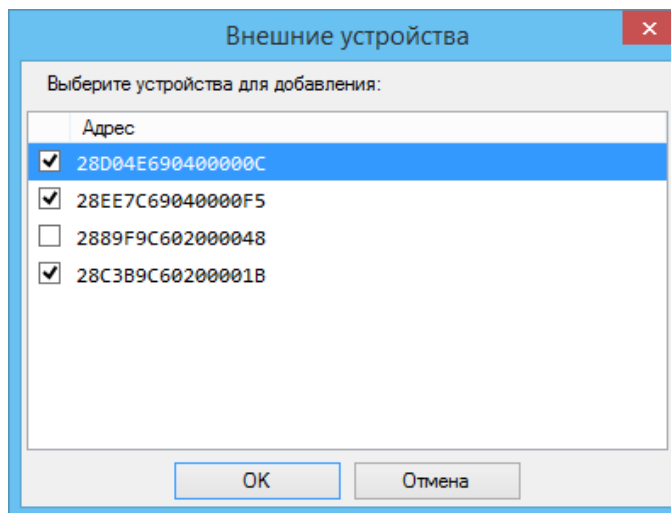 Внешние устройства
Выберите устройства для добавления:
Адрес
28D04E690400000C
28EE7C69040000F5
2889F9C602000048
28C3B9C60200001B
OK
Отмена